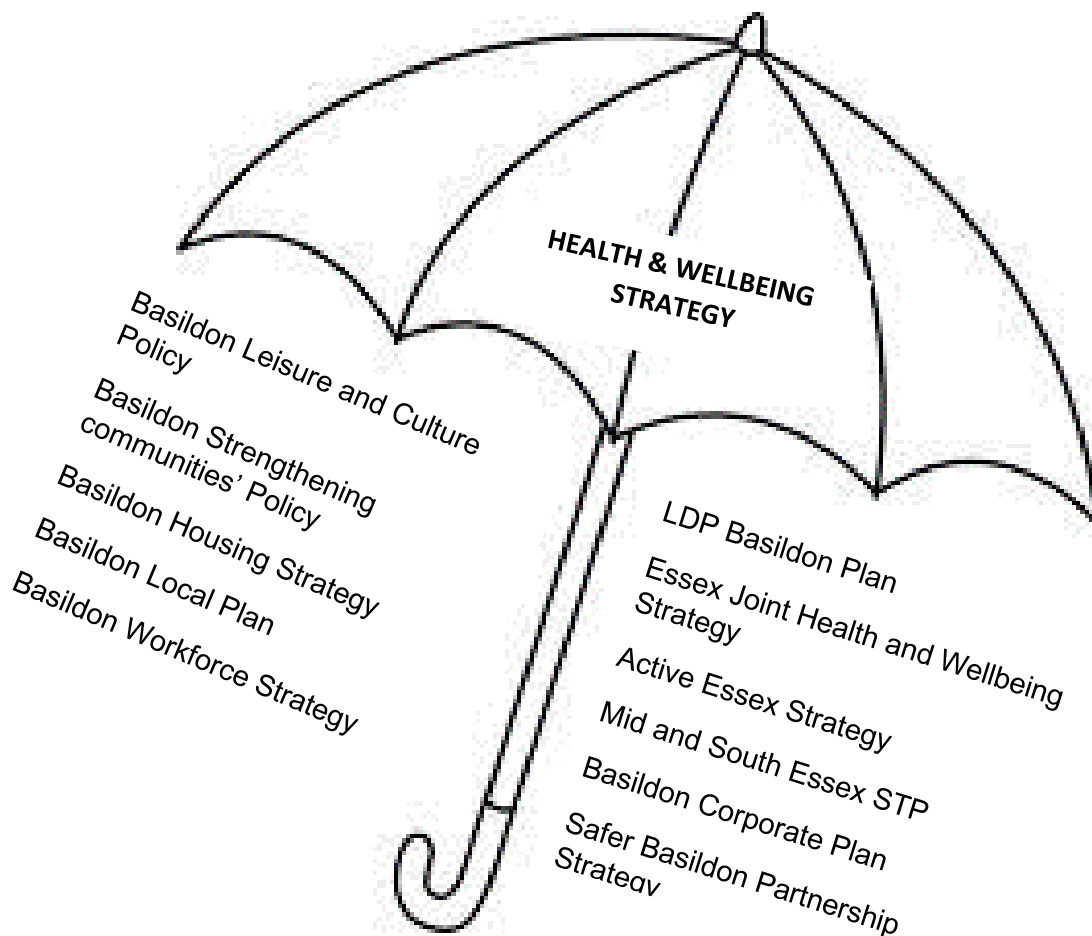 HEALTH & WELLBEING
STRATEGY
Basildon Leisure and Culture
Policy
Basildon Strengthening
communities' Policy
Basildon Housing Strategy
Basildon Local Plan
Basildon Workforce Strategy
LDP Basildon Plan
Essex Joint Health and Wellbeing
Strategy
Active Essex Strategy
Mid and South Essex STP
Basildon Corporate Plan
Safer Basildon Partnership
Strategy